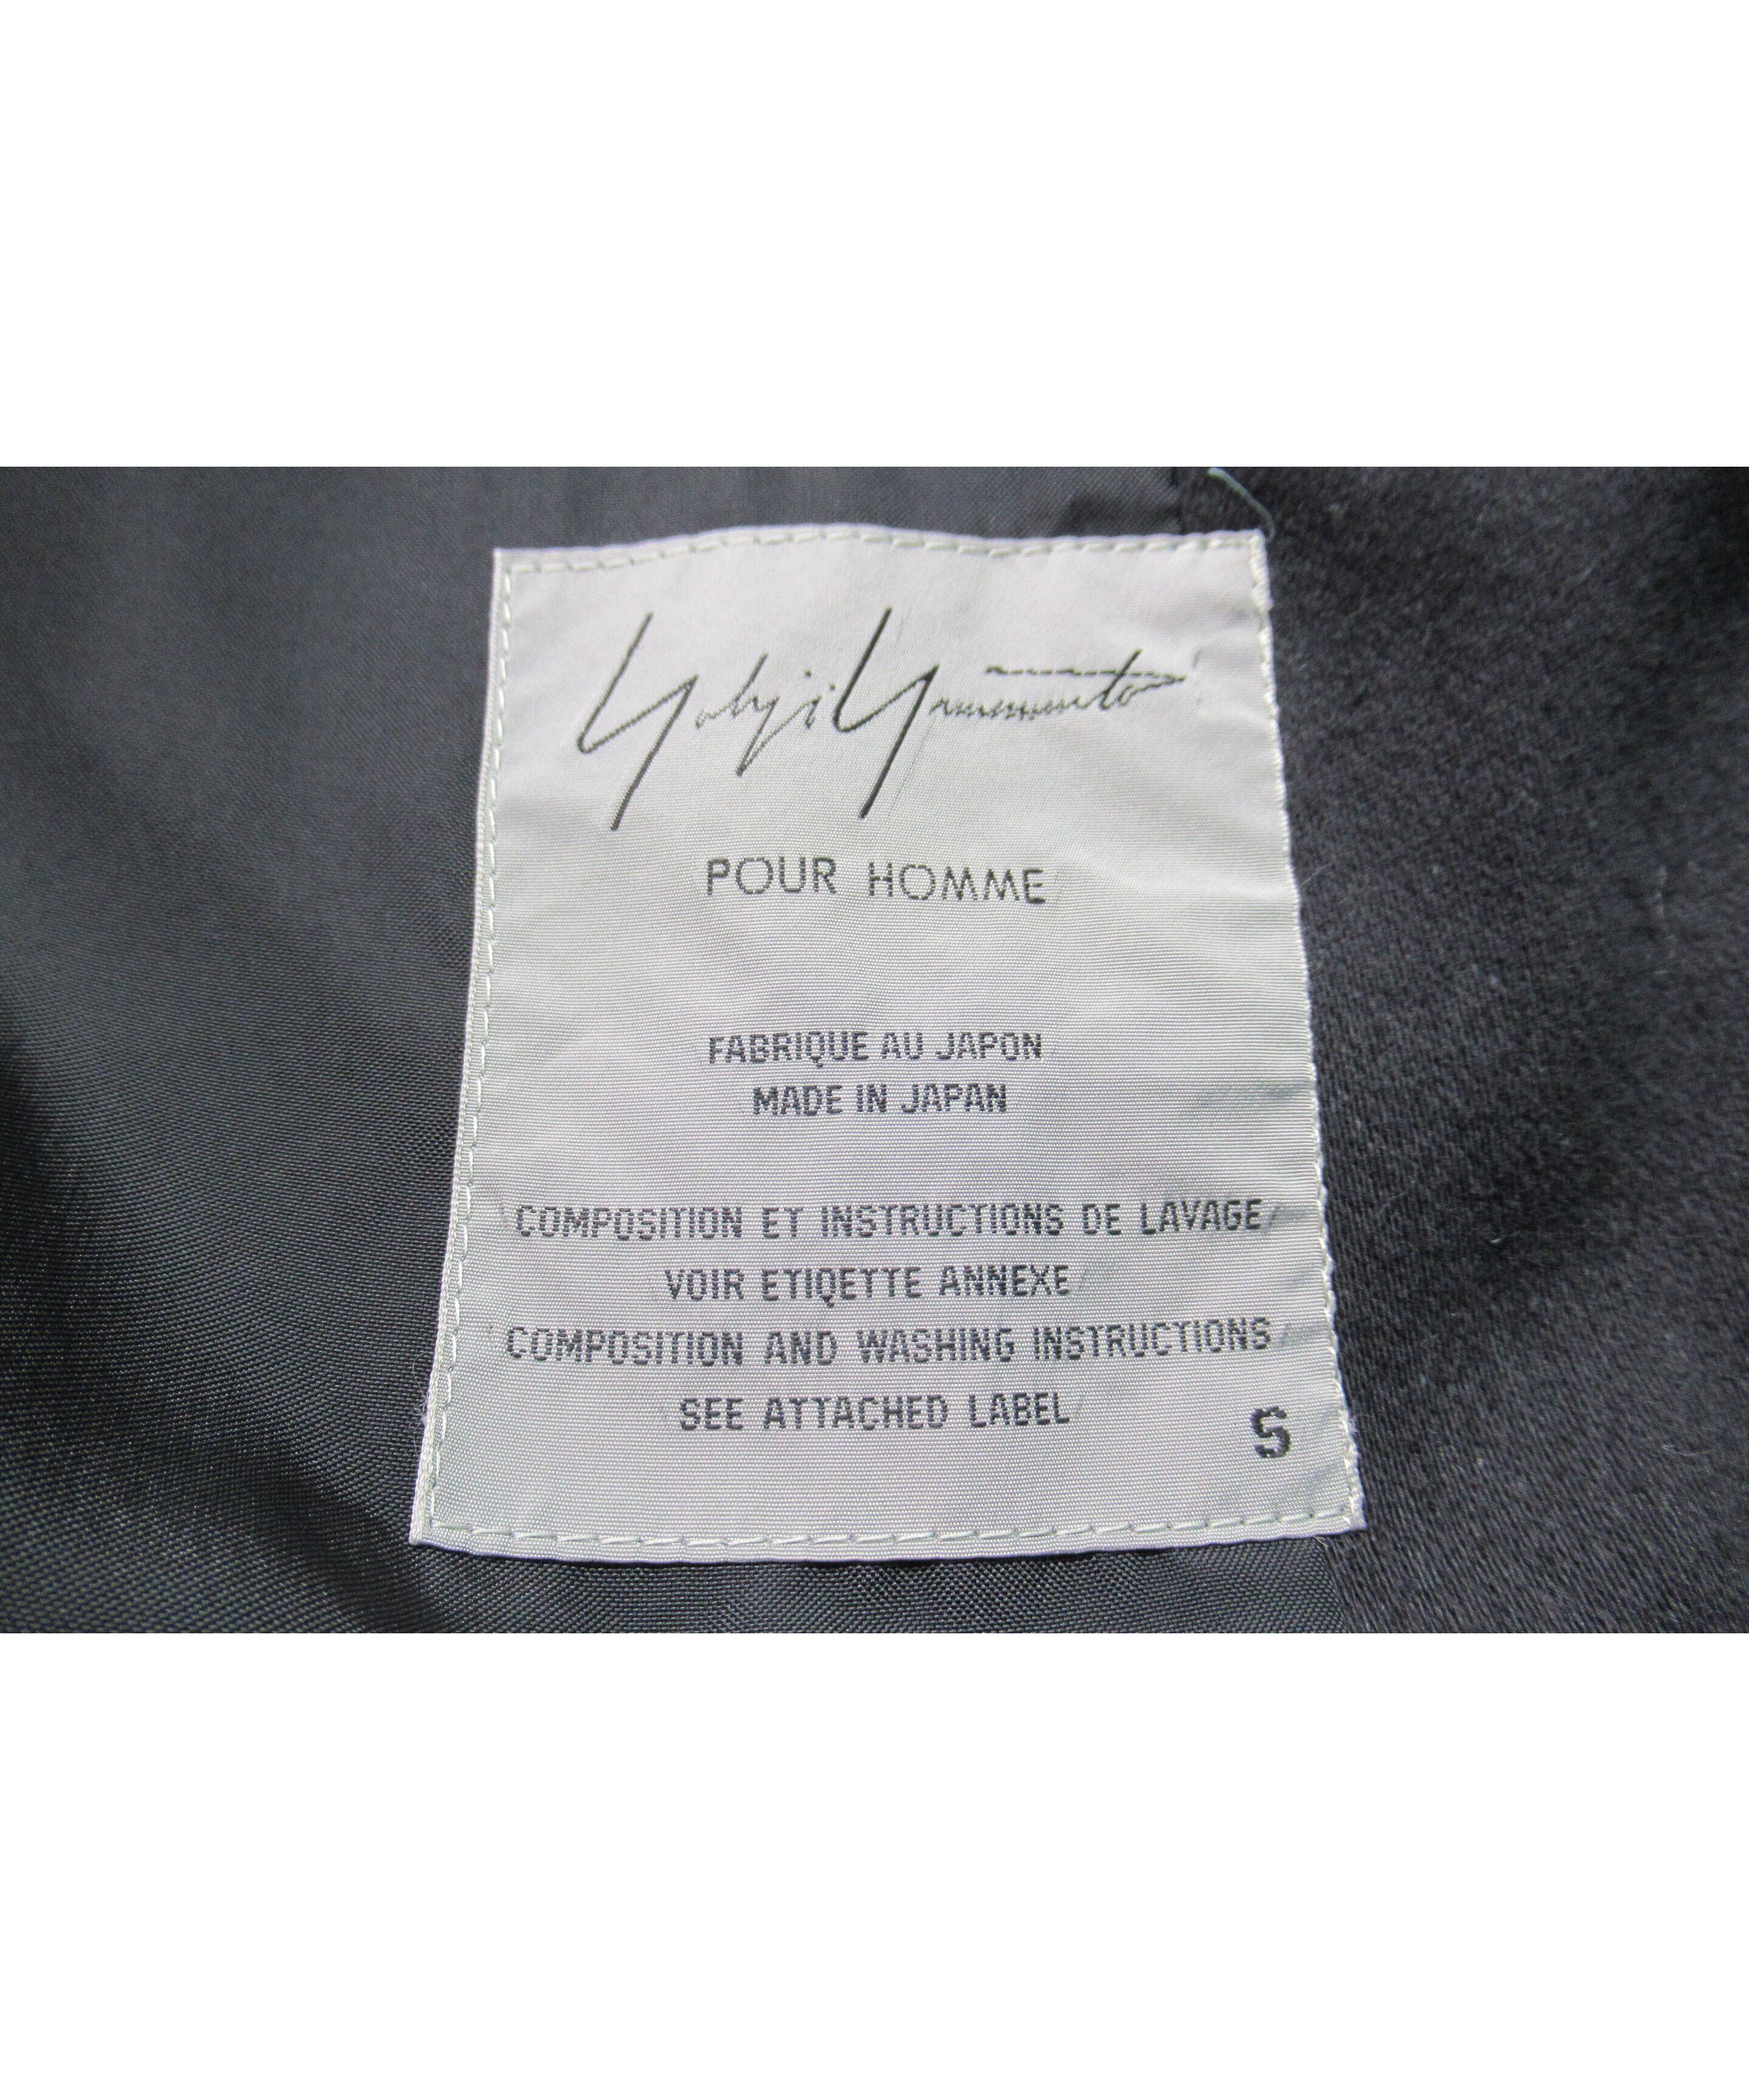 Yohji Yamamoto
POUR HOMME
FABRIQUE AU JAPON
MADE IN JAPAN
COMPOSITION ET INSTRUCTIONS DE LAVAGE
VOIR ETIQETTE ANNEXE
COMPOSITION AND WASHING INSTRUCTIONS
SEE ATTACHED LABEL
S